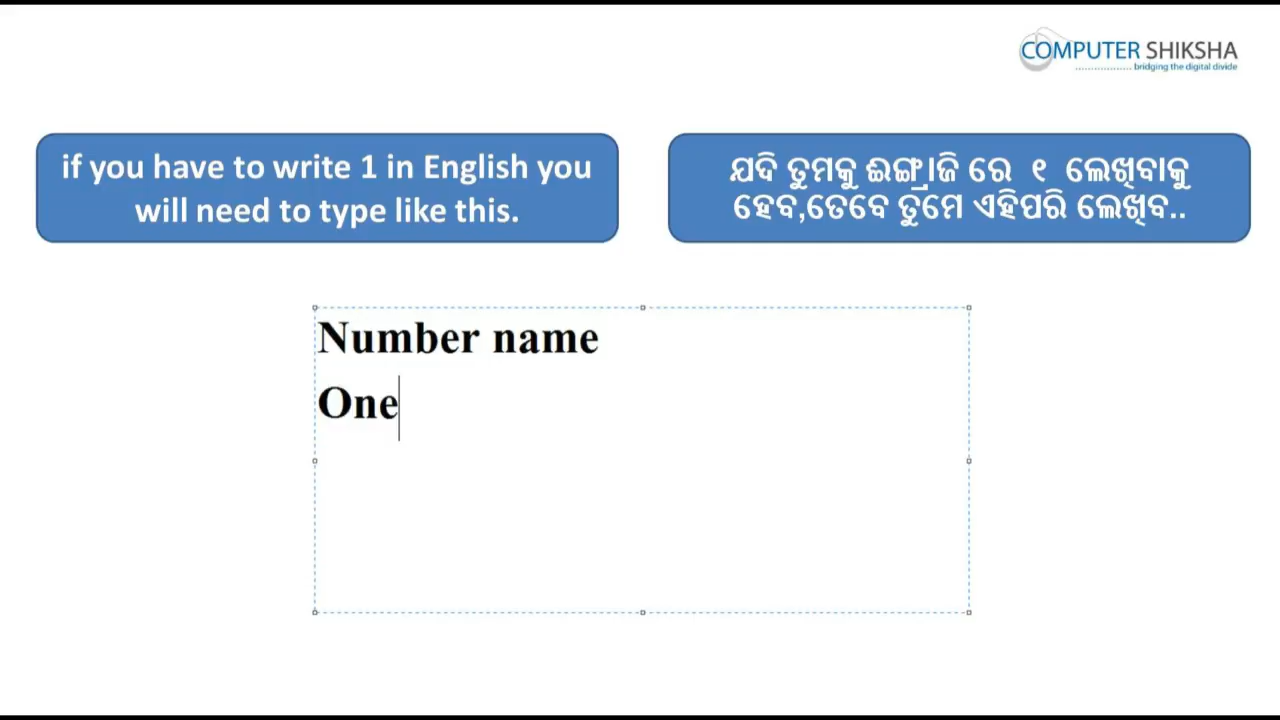 COMPUTER SHIKSHA
bridging the digital divide
if you have to write 1 in English you
will need to type like this.
ଯଦି ତୁମକୁ ଈଙ୍ଗ୍ରାଜି ରେ ୧ ଲେଖିବାକୁ
ହେବ,ତେବେ ତୁମେ ଏହିପରି ଲେଖିବ..
Number name
One